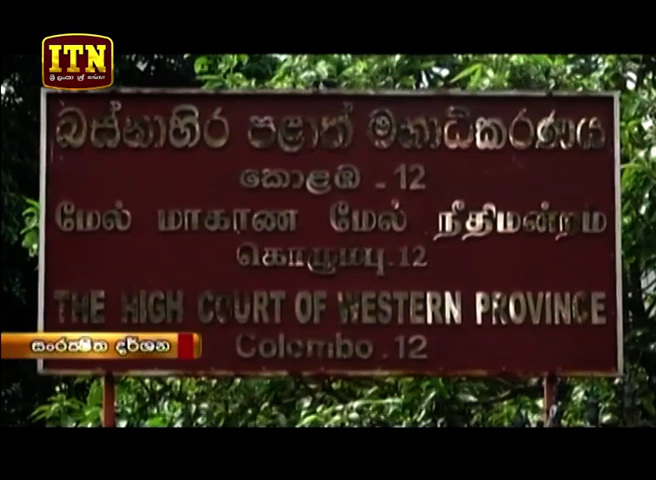 ITN
ශ්‍රී ලංකා ශ්‍රී ලංකා
බස්නාහිර පළාත් මහාධිකරණය
කොළඹ - 12
மேல் மாகாண மேல் நீதிமன்றம்
கொழும்பு - 12
THE HIGH COURT OF WESTERN PROVINCE
Colombo - 12
සංරක්ෂිත දර්ශන